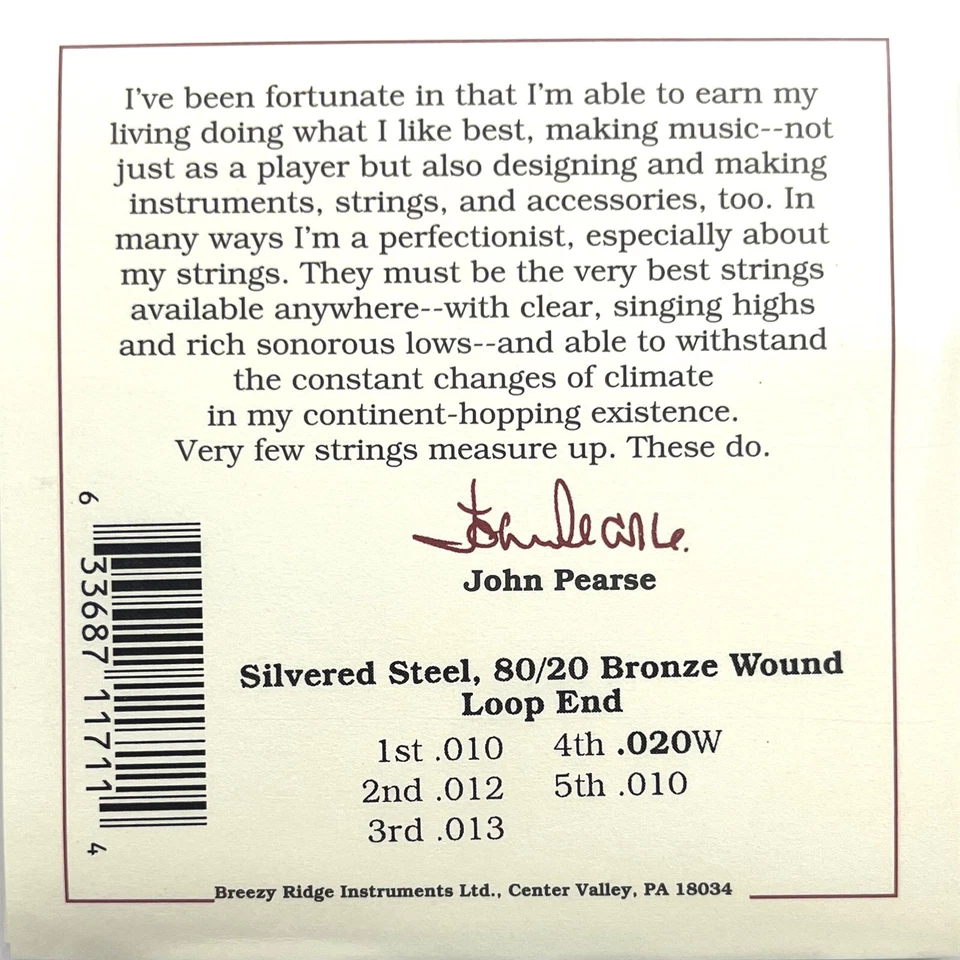 I've been fortunate in that I'm able to earn my
living doing what I like best, making music--not
just as a player but also designing and making
instruments, strings, and accessories, too. In
many ways I'm a perfectionist, especially about
my strings. They must be the very best strings
available anywhere--with clear, singing highs
and rich sonorous lows--and able to withstand
the constant changes of climate
in my continent-hopping existence.
Very few strings measure up. These do.
John Pearse.
John Pearse
6 33687 11711 4
Silvered Steel, 80/20 Bronze Wound
Loop End
1st .010 4th .020W
2nd .012 5th .010
3rd .013
Breezy Ridge Instruments Ltd., Center Valley, PA 18034